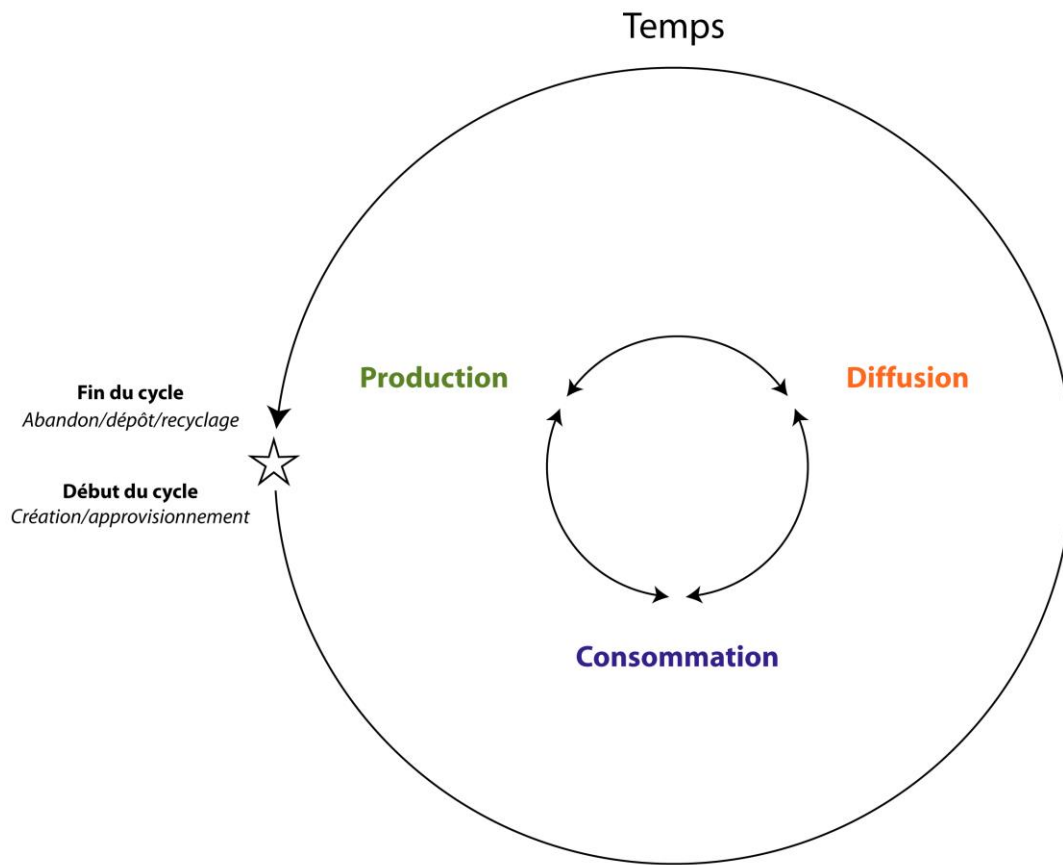 Temps
Production
Diffusion
Fin du cycle
Abandon/dépôt/recyclage
Début du cycle
Création/approvisionnement
Consommation